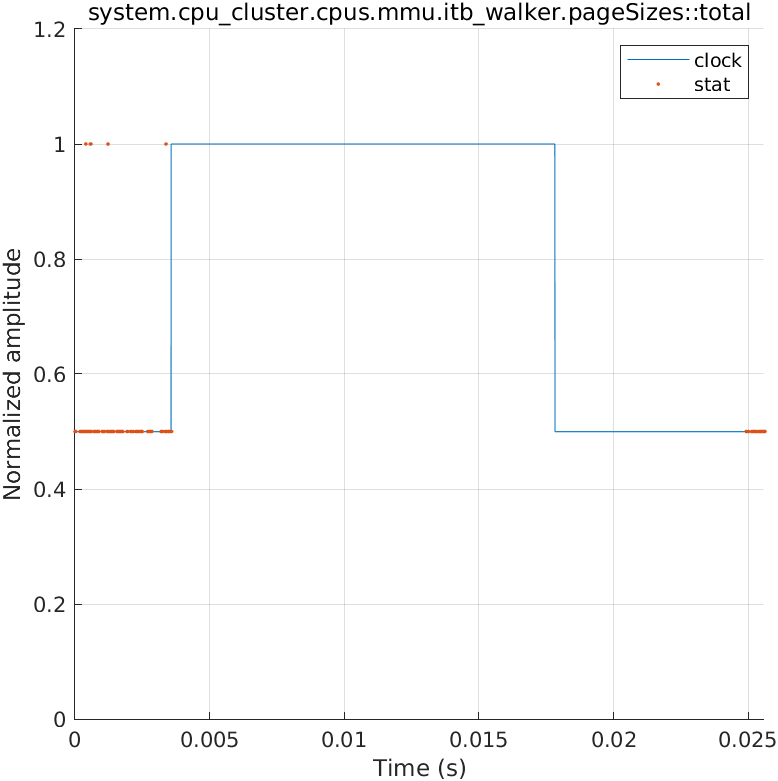 system.cpu_cluster.cpus.mmu.itb_walker.pageSizes::total
1.2
1
0.8
0.6
0.4
0.2
0
Normalized amplitude
clock
stat
0 0.005 0.01 0.015 0.02 0.025
Time (s)